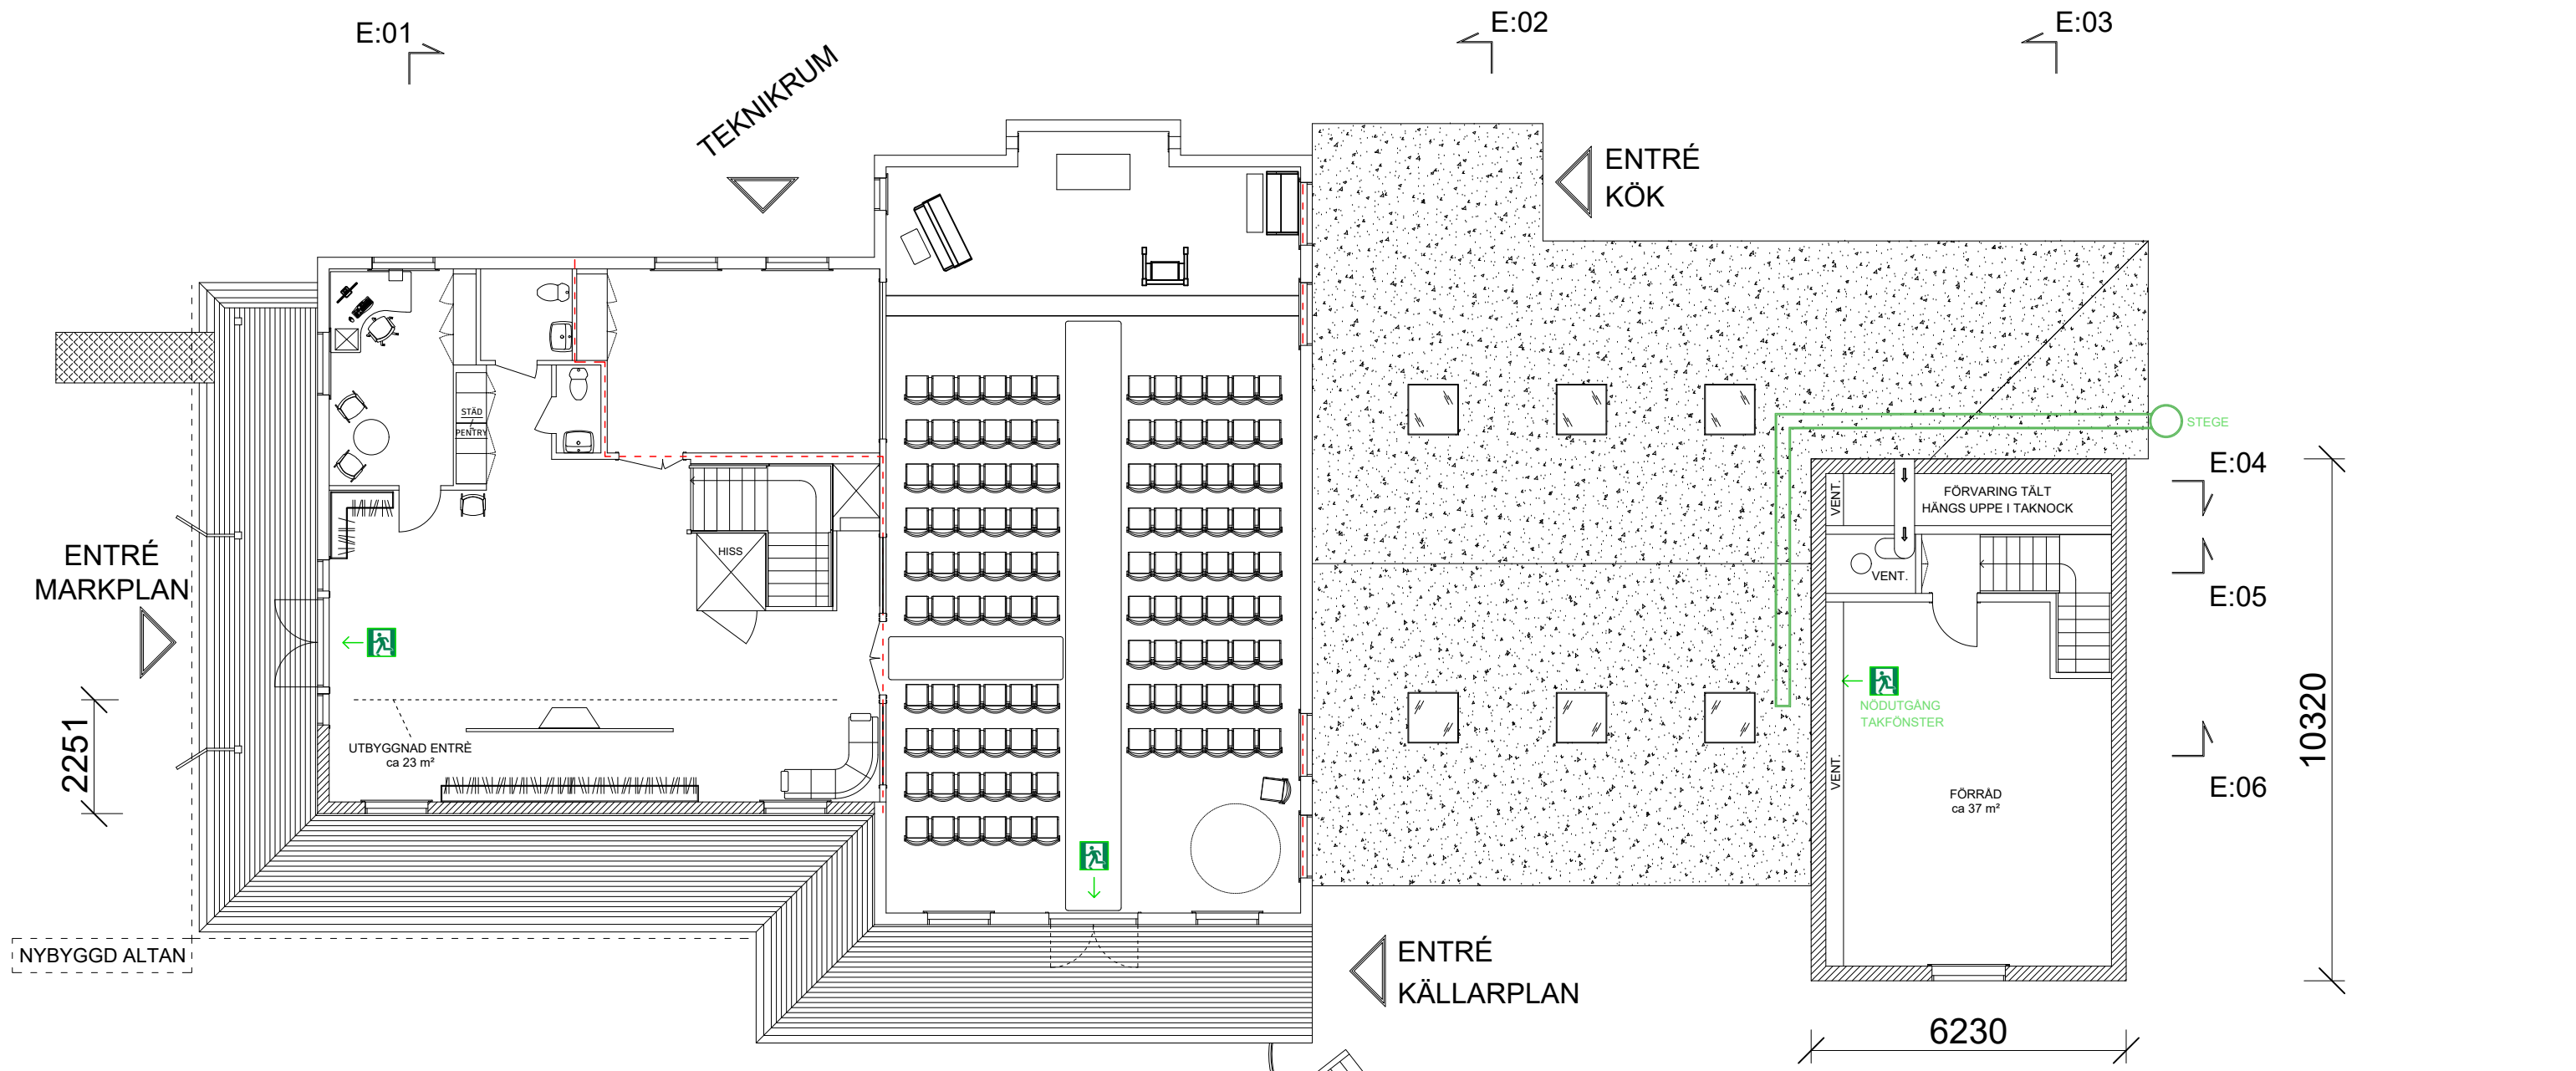 E:01
E:02
E:03
TEKNIKRUM
ENTRÉ
KÖK
STÄD
/
PENTRY
STEGE
E:04
VENT.
FÖRVARING TÄLT
HÄNGS UPPE I TAKNOCK
ENTRÉ
MARKPLAN
HISS
VENT.
E:05
NÖDUTGÅNG
TAKFÖNSTER
2251
UTBYGGNAD ENTRÈ
ca 23 m²
VENT.
FÖRRÅD
ca 37 m²
10320
E:06
NYBYGGD ALTAN
ENTRÉ
KÄLLARPLAN
6230